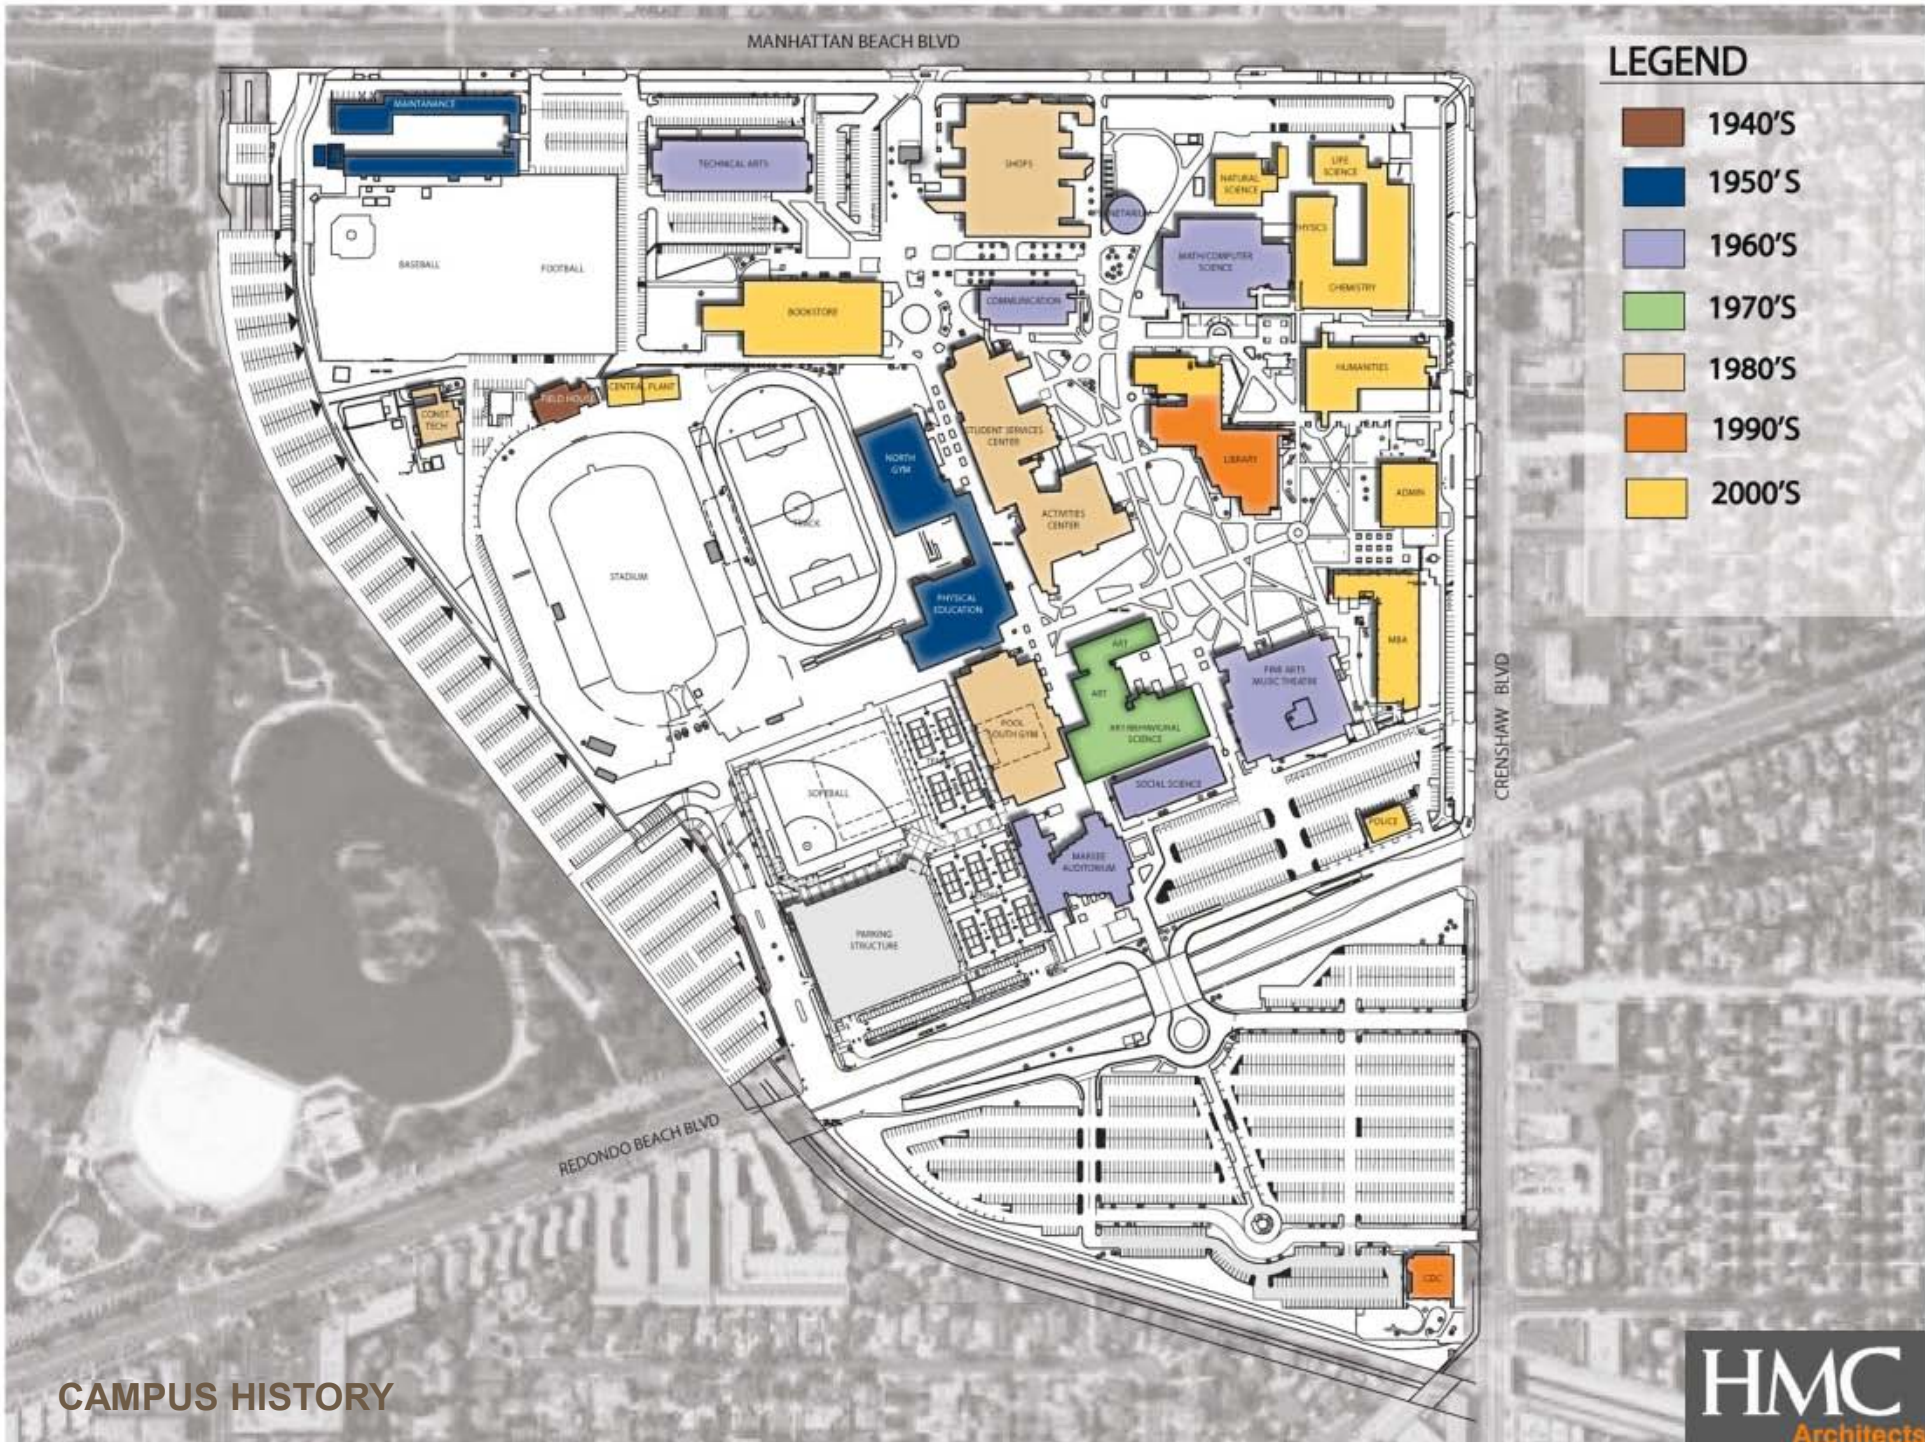 MANHATTAN BEACH BLVD
LEGEND
1940'S
1950'S
1960'S
1970'S
1980'S
1990'S
2000'S
MAINTANANCE
TECHNICAL ARTS
SHOPS
NATURAL
SCIENCE
LIFE
SCIENCE
MATH/COMPUTER
SCIENCE
CHEMISTRY
BASEBALL
FOOTBALL
BOOKSTORE
COMMUNICATION
HUMANITIES
FIELD HOUSE
CENTRAL PLANT
CONST.
TECH
STUDENT SERVICES
CENTER
NORTH
GYM
LIBRARY
ADMIN
ACTIVITIES
CENTER
STADIUM
PHYSICAL
EDUCATION
ART
ART
ART/BEHAVIORAL
SCIENCE
FINE ARTS
MUSIC THEATRE
MBA
CRENSHAW BLVD
POOL
SOUTH GYM
SOFTBALL
SOCIAL SCIENCE
POLICE
MARSEE
AUDITORIUM
PARKING
STRUCTURE
REDONDO BEACH BLVD
CDC
CAMPUS HISTORY
HMC
Architects